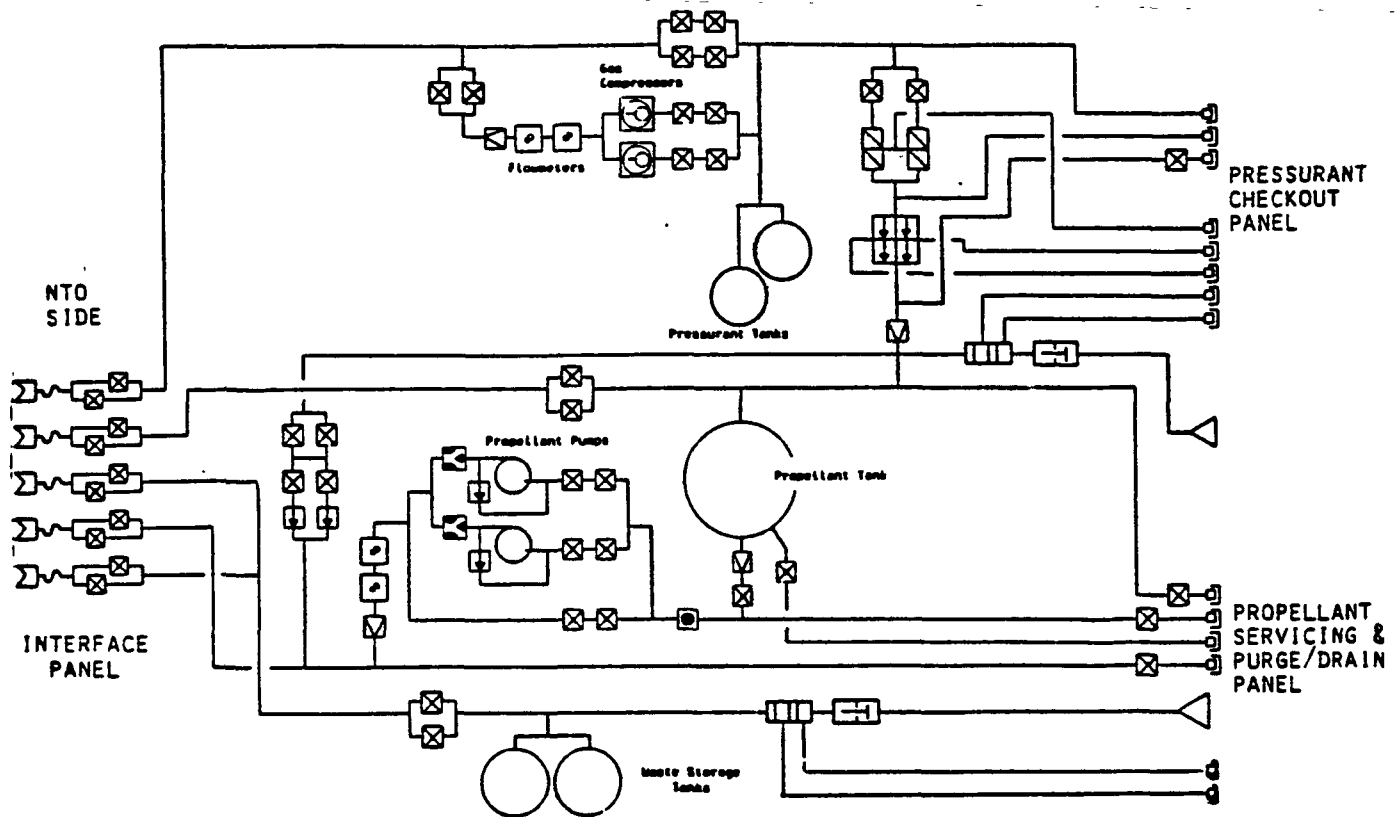 Gas
Compressors
Flowmeters
PRESSURANT
CHECKOUT
PANEL
NTO
SIDE
Pressurant Tanks
Propellant Pumps
Propellant Tank
INTERFACE
PANEL
PROPELLANT
SERVICING &
PURGE/DRAIN
PANEL
Waste Storage
Tanks